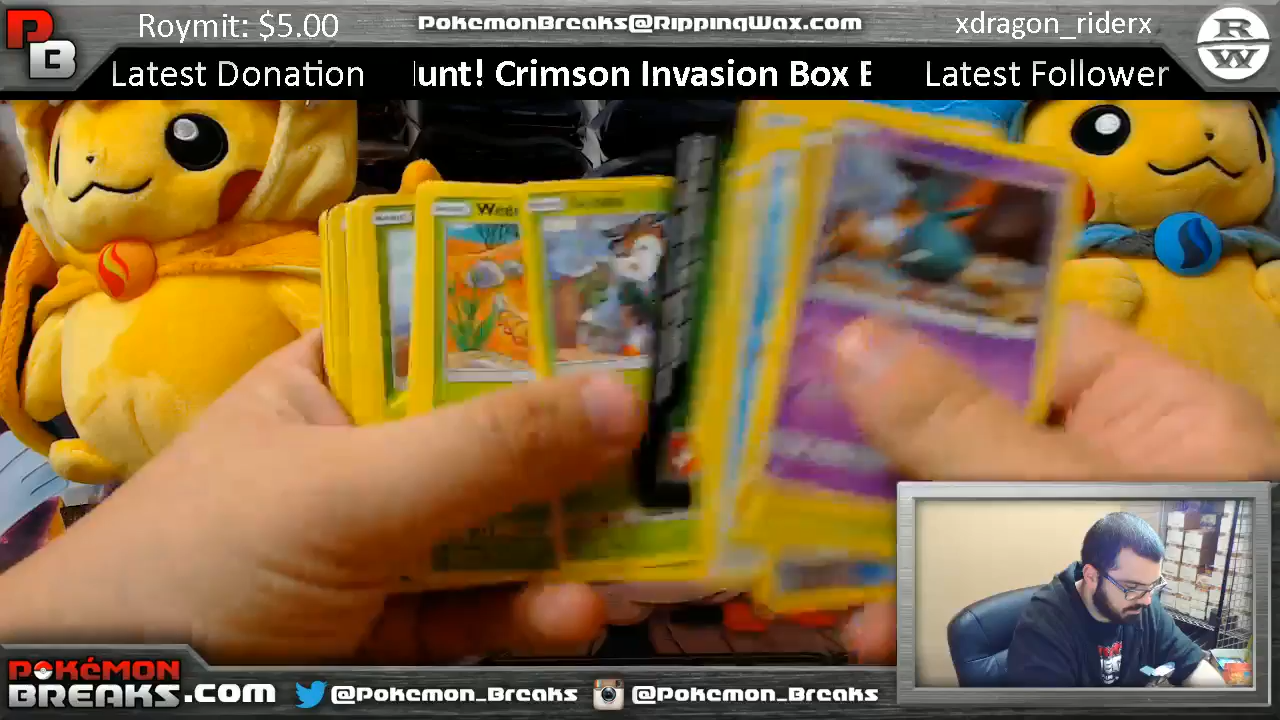 Roymit: $5.00
PokemonBreaks@RippingWax.com
xdragon_riderx
PB
Latest Donation
unt! Crimson Invasion Box E
Latest Follower
RW
POKéMON
BREAKS.com
@Pokemon_Breaks
@Pokemon_Breaks